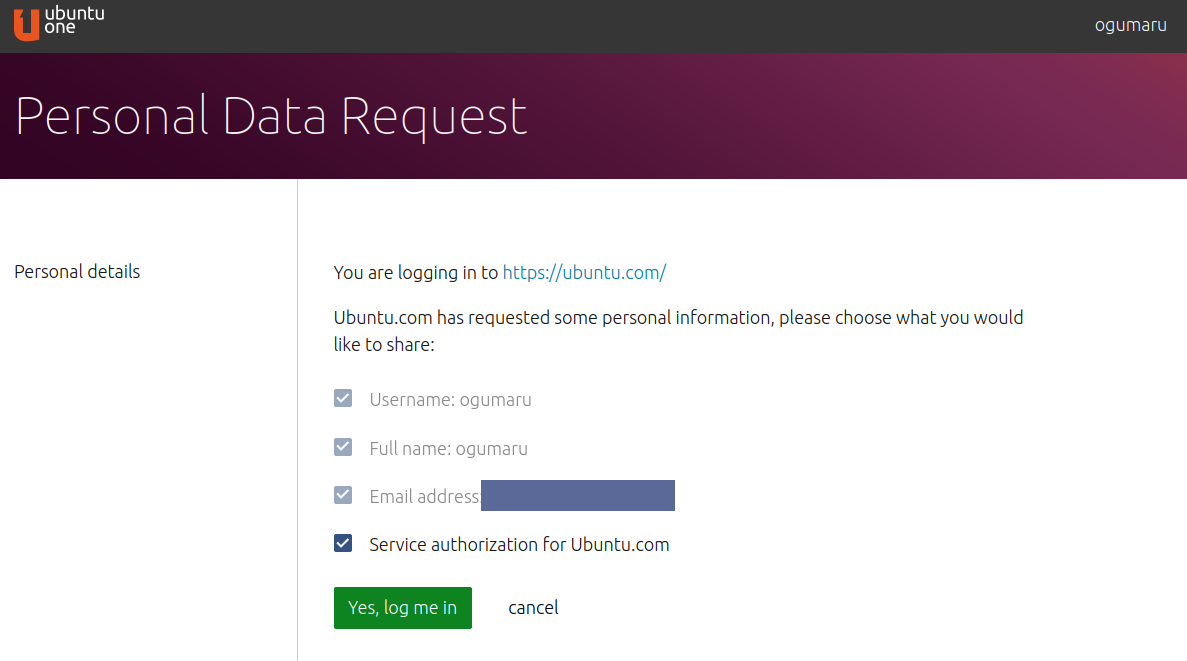 ubuntu
one
ogumaru
Personal Data Request
Personal details
You are logging in to https://ubuntu.com/
Ubuntu.com has requested some personal information, please choose what you would
like to share:
Username: ogumaru
Full name: ogumaru
Email address:
Service authorization for Ubuntu.com
Yes, log me in
cancel